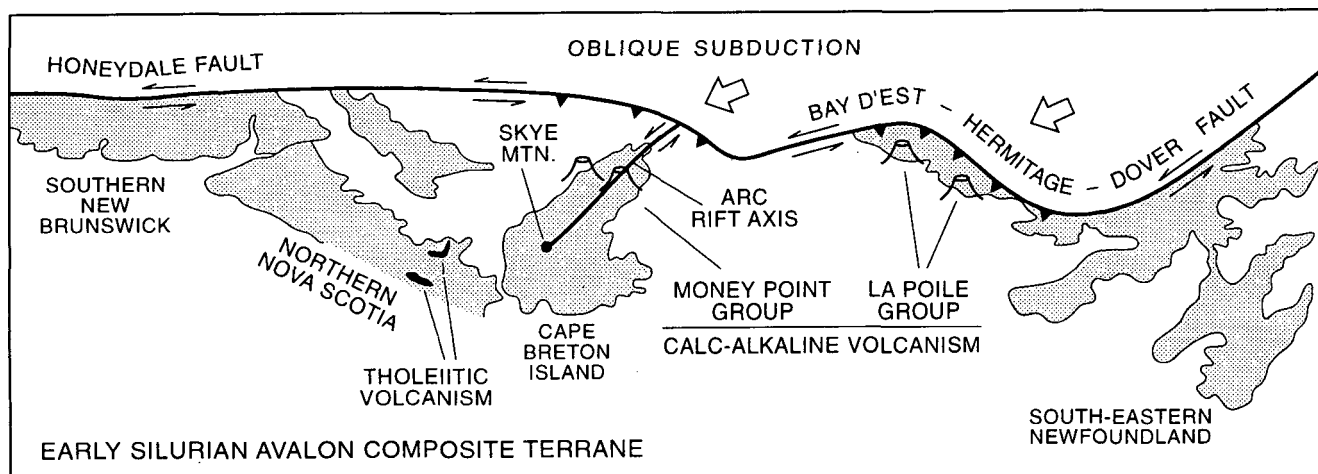 OBLIQUE SUBDUCTION
HONEYDALE FAULT
BAY D'EST - HERMITAGE - DOVER FAULT
SKYE
MTN.
SOUTHERN
NEW
BRUNSWICK
ARC
RIFT AXIS
NORTHERN
NOVA SCOTIA
MONEY POINT
GROUP
LA POILE
GROUP
CALC-ALKALINE VOLCANISM
CAPE
BRETON
ISLAND
THOLEIITIC
VOLCANISM
SOUTH-EASTERN
NEWFOUNDLAND
EARLY SILURIAN AVALON COMPOSITE TERRANE